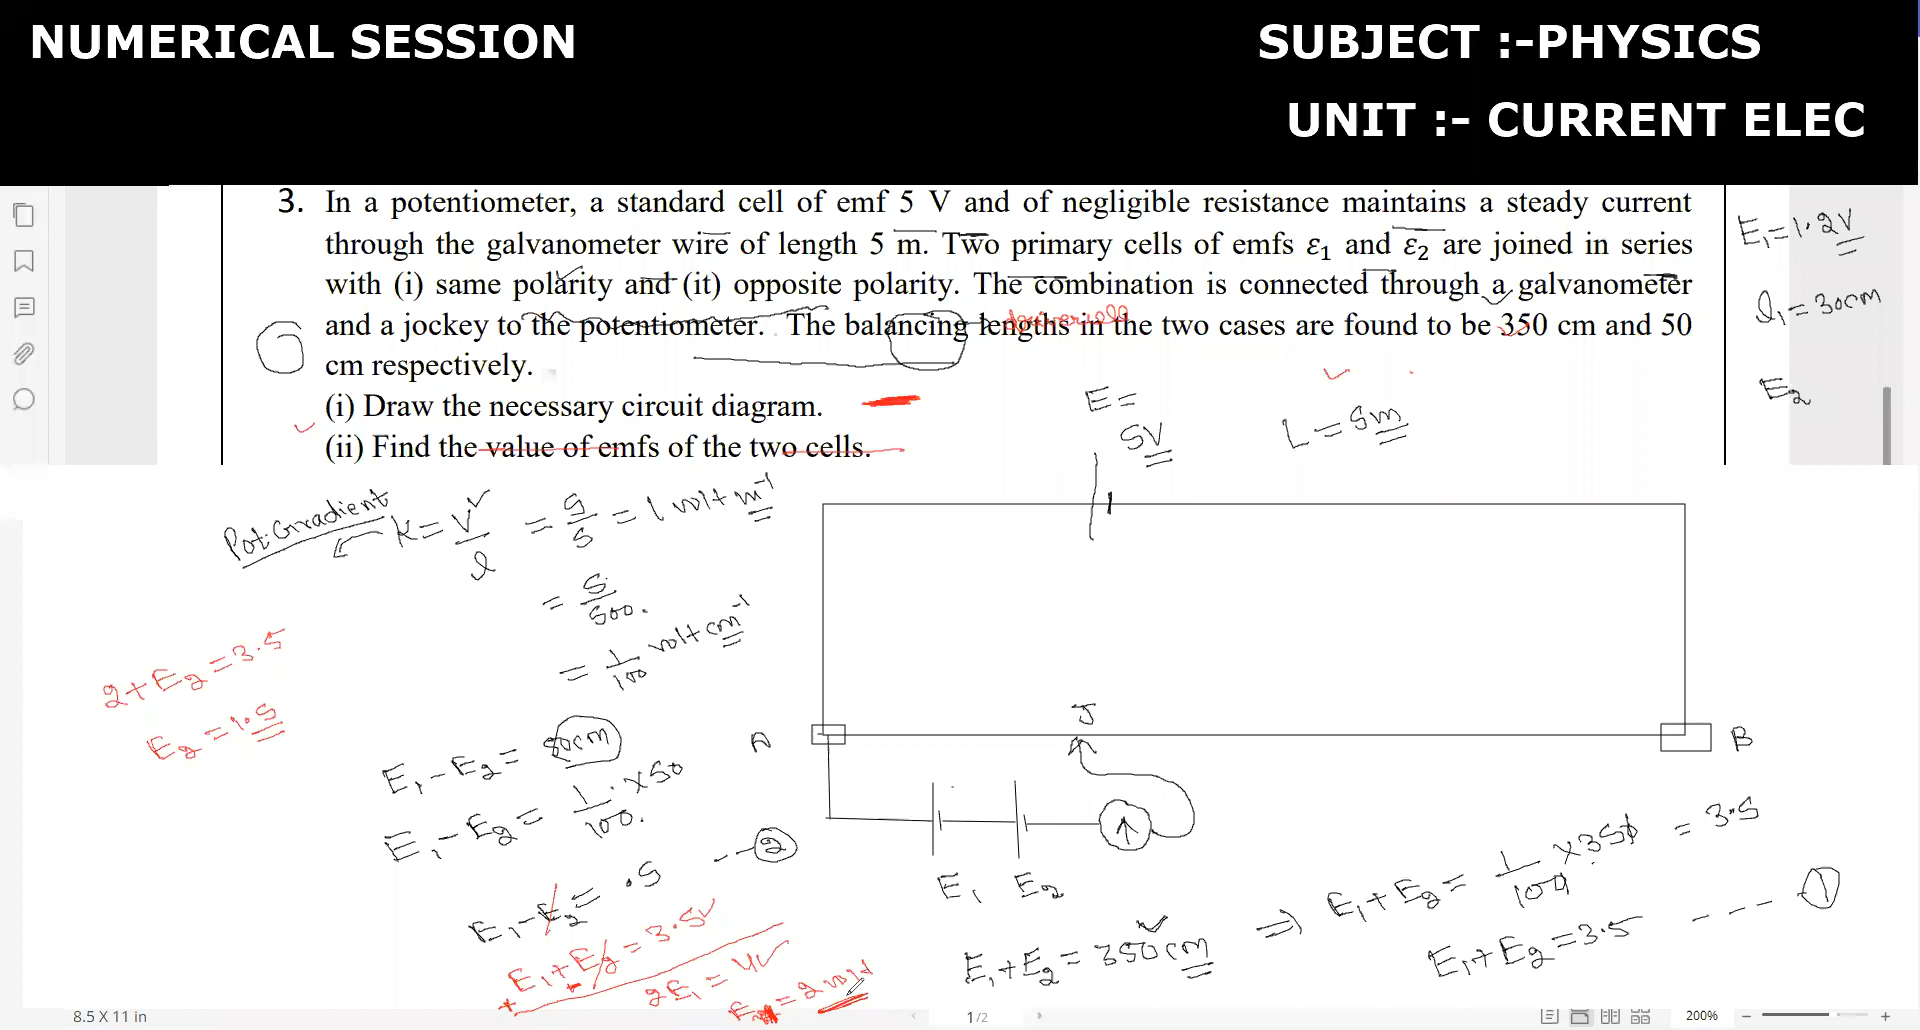 NUMERICAL SESSION
SUBJECT :-PHYSICS
UNIT :- CURRENT ELEC
3. In a potentiometer, a standard cell of emf 5 V and of negligible resistance maintains a steady current
through the galvanometer wire of length 5 m. Two primary cells of emfs ε₁ and ε₂ are joined in series
with (i) same polarity and (it) opposite polarity. The combination is connected through a galvanometer
and a jockey to the potentiometer. The balancing lengths in the two cases are found to be 350 cm and 50
cm respectively.
(i) Draw the necessary circuit diagram.
(ii) Find the value of emfs of the two cells.
E₁=1.2V
l₁=30cm
E₂
E=
5V
L=5m
Pot. Gradient K = V/l = 5/5 = 1 volt m⁻¹
= 5/500.
= 1/100 volt cm⁻¹
2+E₂=3.5
E₂=1.5
E₁-E₂= 50cm
E₁-E₂= 1/100. ×50
E₁-E₂= .5 --- 2
E₁+E₂=3.5
2E₁=4
=2 volt
A
J
B
E₁ E₂
E₁+E₂=350cm ⇒ E₁+E₂= 1/100 ×350 = 3.5
E₁+E₂=3.5 --- 1
8.5 X 11 in
1/2
200%